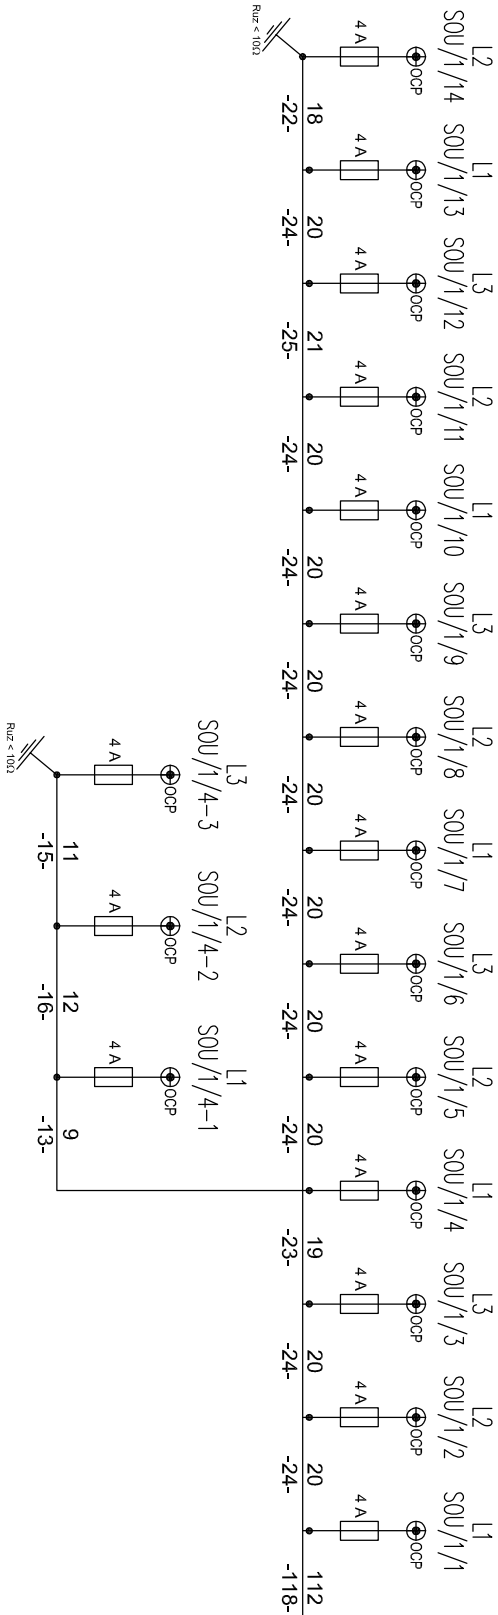 L2
SOU/1/14
OCP
4 A
Ruz < 10Ω
18
-22-
L1
SOU/1/13
OCP
4 A
20
-24-
L3
SOU/1/12
OCP
4 A
21
-25-
L2
SOU/1/11
OCP
4 A
20
-24-
L1
SOU/1/10
OCP
4 A
20
-24-
L3
SOU/1/9
OCP
4 A
20
-24-
L2
SOU/1/8
OCP
4 A
20
-24-
L1
SOU/1/7
OCP
4 A
20
-24-
L3
SOU/1/6
OCP
4 A
20
-24-
L2
SOU/1/5
OCP
4 A
20
-24-
L1
SOU/1/4
OCP
4 A
19
-23-
L3
SOU/1/3
OCP
4 A
20
-24-
L2
SOU/1/2
OCP
4 A
20
-24-
L1
SOU/1/1
OCP
4 A
112
-118-
L3
SOU/1/4-3
OCP
4 A
Ruz < 10Ω
11
-15-
L2
SOU/1/4-2
OCP
4 A
12
-16-
L1
SOU/1/4-1
OCP
4 A
9
-13-